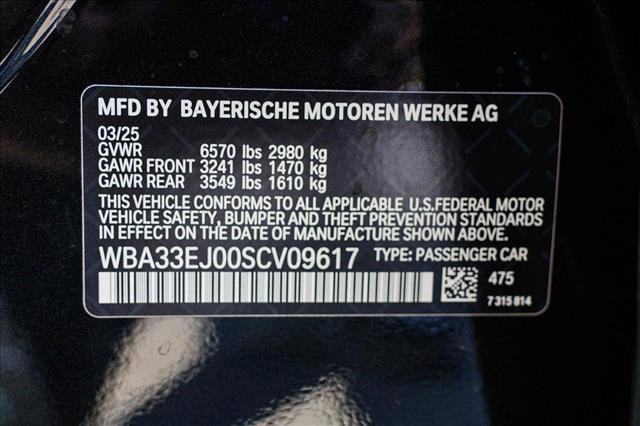 MFD BY BAYERISCHE MOTOREN WERKE AG
03/25
GVWR 6570 lbs 2980 kg
GAWR FRONT 3241 lbs 1470 kg
GAWR REAR 3549 lbs 1610 kg
THIS VEHICLE CONFORMS TO ALL APPLICABLE U.S.FEDERAL MOTOR
VEHICLE SAFETY, BUMPER AND THEFT PREVENTION STANDARDS
IN EFFECT ON THE DATE OF MANUFACTURE SHOWN ABOVE.
WBA33EJ00SCV09617 TYPE: PASSENGER CAR
475
7315814